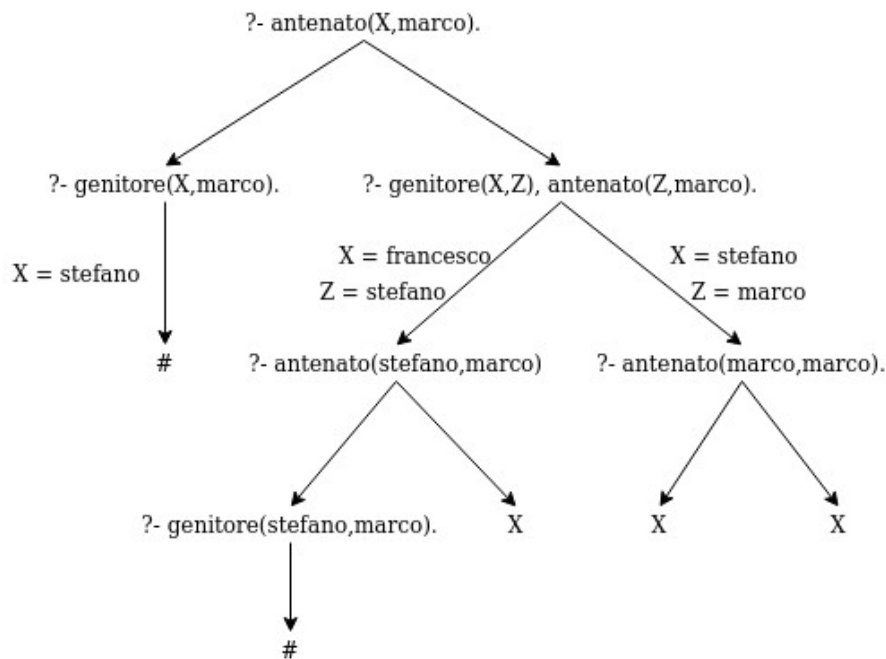 ?- antenato(X,marco).
?- genitore(X,marco).
?- genitore(X,Z), antenato(Z,marco).
X = stefano
X = francesco
Z = stefano
X = stefano
Z = marco
#
?- antenato(stefano,marco)
?- antenato(marco,marco).
?- genitore(stefano,marco).
X
X
X
#